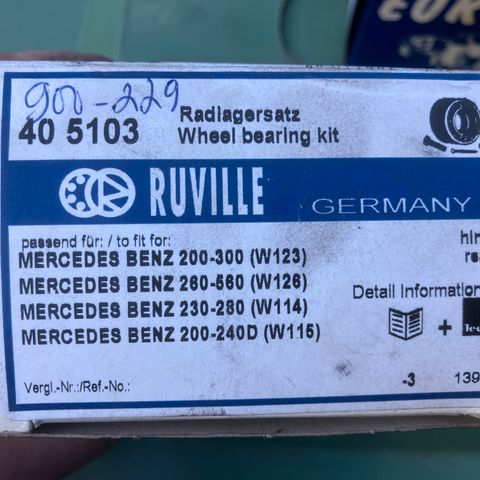 900-229
40 5103
Radlagersatz
Wheel bearing kit
RUVILLE GERMANY
passend für: / to fit for:
MERCEDES BENZ 200-300 (W123)
MERCEDES BENZ 260-560 (W126)
MERCEDES BENZ 230-280 (W114)
MERCEDES BENZ 200-240D (W115)
Detail Information
+
Vergl.-Nr.:/Ref.-No.:
-3 139